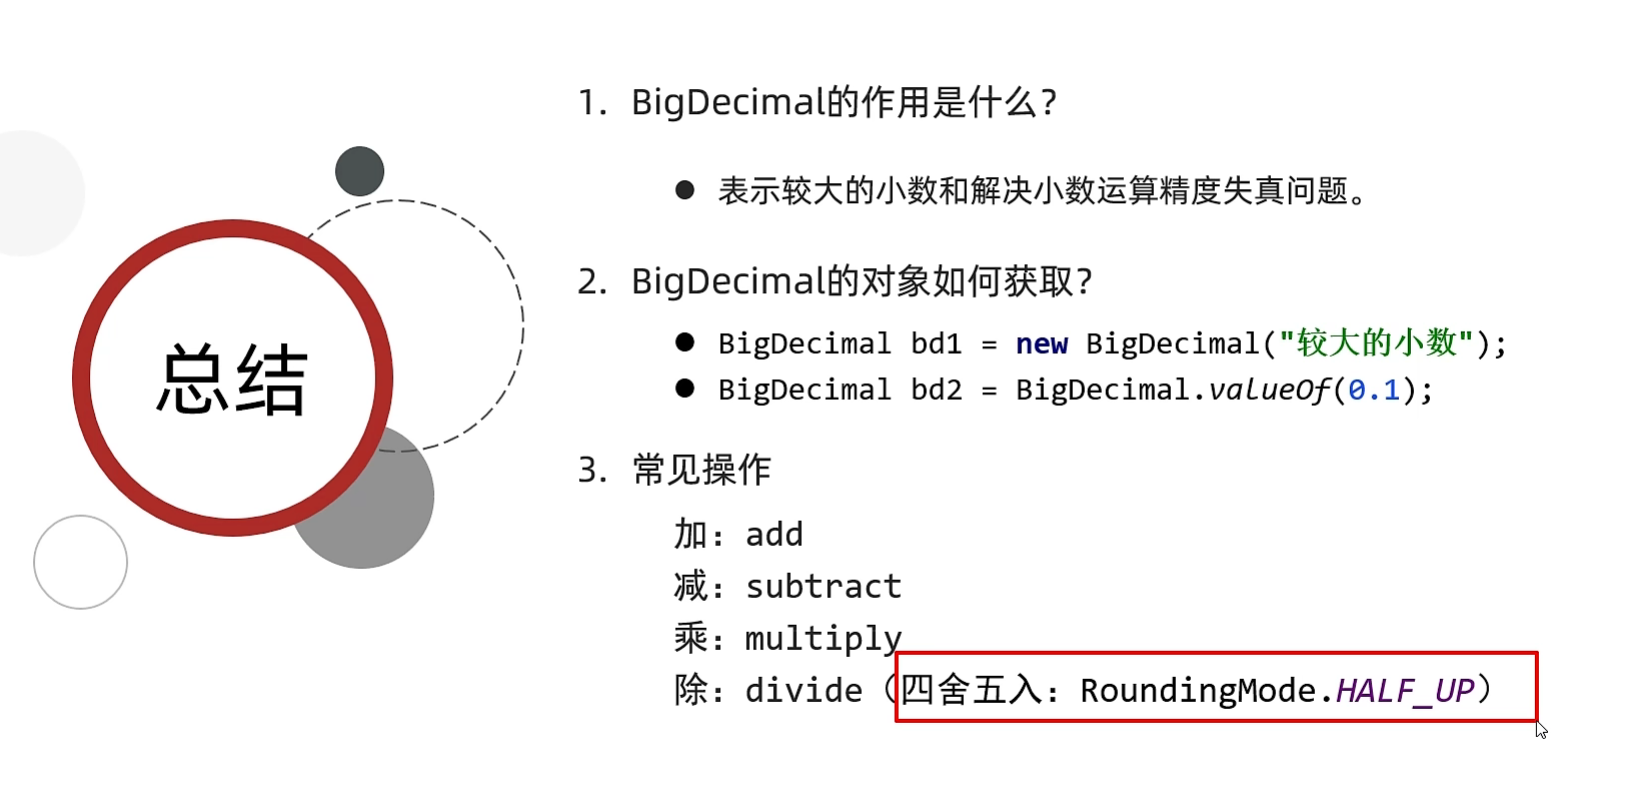 总结
1. BigDecimal的作用是什么?
● 表示较大的小数和解决小数运算精度失真问题。
2. BigDecimal的对象如何获取?
● BigDecimal bd1 = new BigDecimal("较大的小数");
● BigDecimal bd2 = BigDecimal.valueOf(0.1);
3. 常见操作
加：add
减：subtract
乘：multiply
除：divide（四舍五入：RoundingMode.HALF_UP）